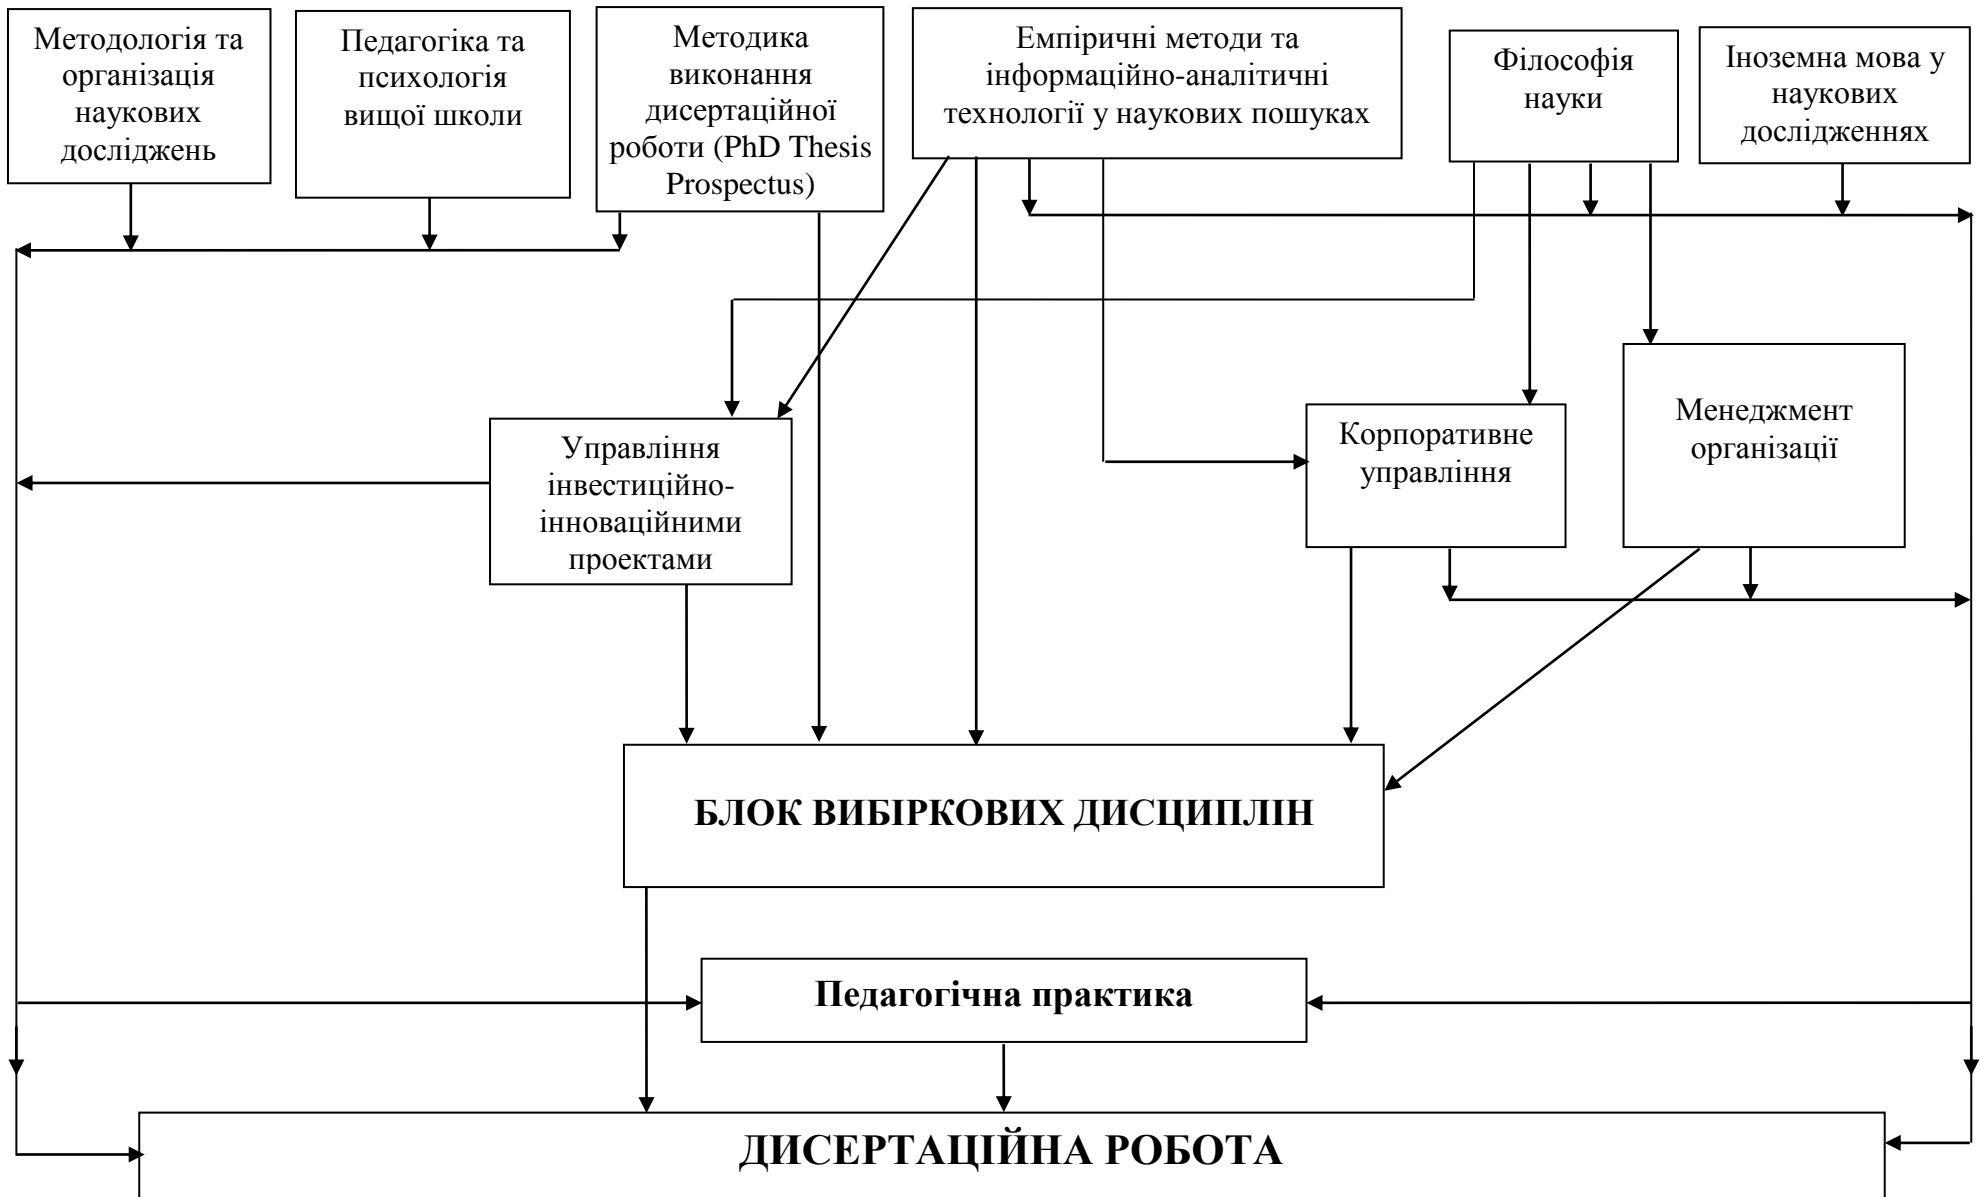 Методологія та
організація
наукових
досліджень
Педагогіка та
психологія
вищої школи
Методика
виконання
дисертаційної
роботи (PhD Thesis
Prospectus)
Емпіричні методи та
інформаційно-аналітичні
технології у наукових пошуках
Філософія
науки
Іноземна мова у
наукових
дослідженнях
Управління
інвестиційно-
інноваційними
проектами
Корпоративне
управління
Менеджмент
організації
БЛОК ВИБІРКОВИХ ДИСЦИПЛІН
Педагогічна практика
ДИСЕРТАЦІЙНА РОБОТА